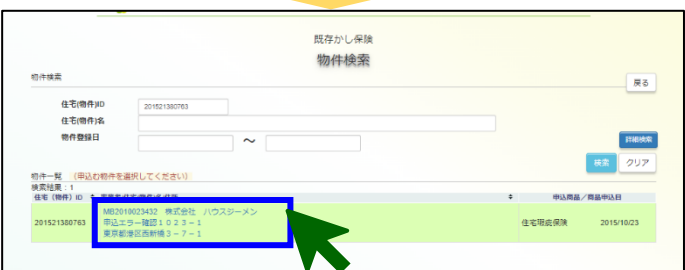 既存かし保険
物件検索
物件検索
戻る
住宅(物件)ID 201521380763
住宅(物件)名
物件登録日 ～
詳細検索
検索 クリア
物件一覧 （申込む物件を選択してください）
検索結果：1
住宅（物件）ID 申込商品／商品申込日
MB2010023432 株式会社 ハウスジーメン
201521380763 申込エラー確認１０２３－１ 住宅瑕疵保険 2015/10/23
東京都港区西新橋３－７－１